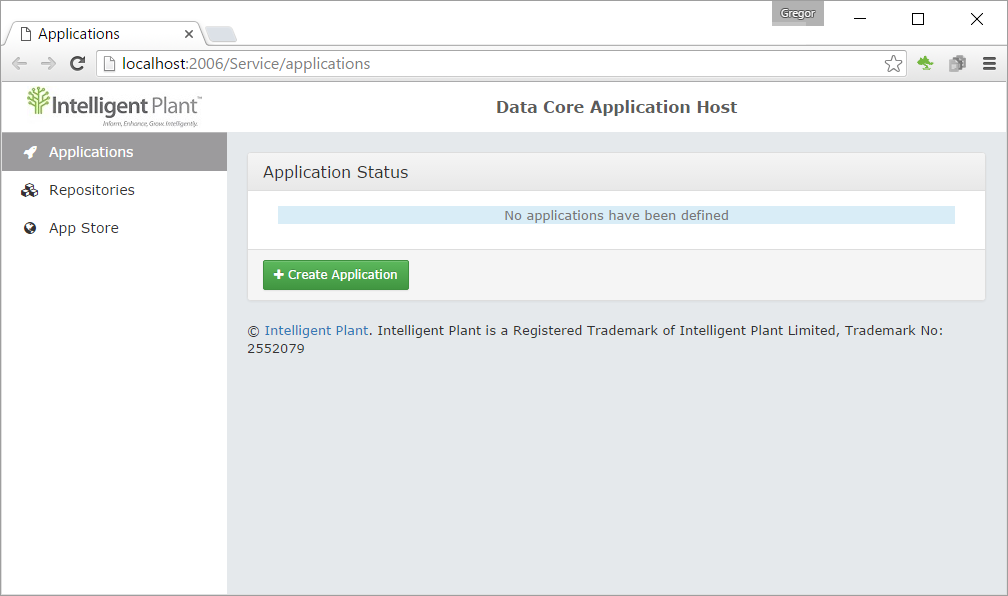 Gregor
Applications
localhost:2006/Service/applications
Intelligent Plant™
Inform, Enhance, Grow. Intelligently.
Data Core Application Host
Applications
Repositories
App Store
Application Status
No applications have been defined
Create Application
© Intelligent Plant. Intelligent Plant is a Registered Trademark of Intelligent Plant Limited, Trademark No:
2552079